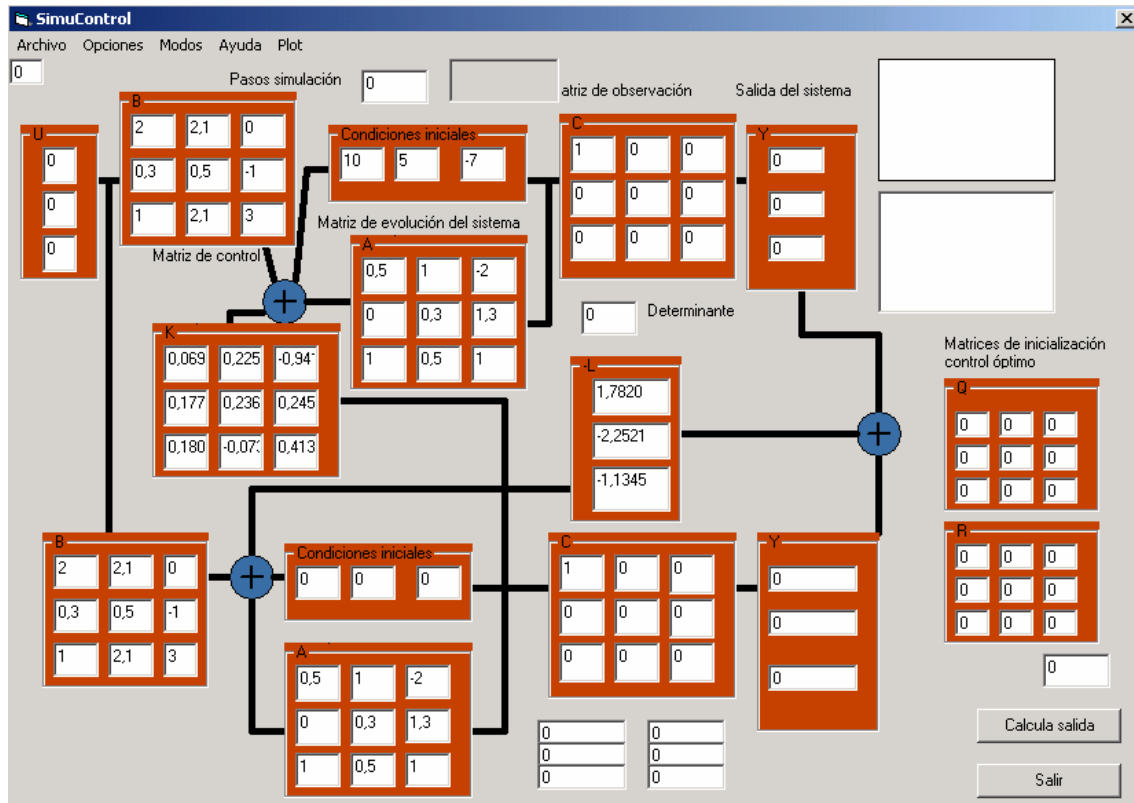 SimuControl
Archivo Opciones Modos Ayuda Plot
0
Pasos simulación
0
atriz de observación
Salida del sistema
U
0
0
0
B
2 2,1 0
0,3 0,5 -1
1 2,1 3
Matriz de control
Condiciones iniciales
10 5 -7
Matriz de evolución del sistema
A
0,5 1 -2
0 0,3 1,3
1 0,5 1
C
1 0 0
0 0 0
0 0 0
Y
0
0
0
0
Determinante
K
0,069 0,225 -0,94
0,177 0,236 0,245
0,180 -0,07 0,413
-L
1,7820
-2,2521
-1,1345
Matrices de inicialización
control óptimo
Q
0 0 0
0 0 0
0 0 0
R
0 0 0
0 0 0
0 0 0
B
2 2,1 0
0,3 0,5 -1
1 2,1 3
Condiciones iniciales
0 0 0
A
0,5 1 -2
0 0,3 1,3
1 0,5 1
C
1 0 0
0 0 0
0 0 0
Y
0
0
0
0 0
0 0
0 0
0
Calcula salida
Salir